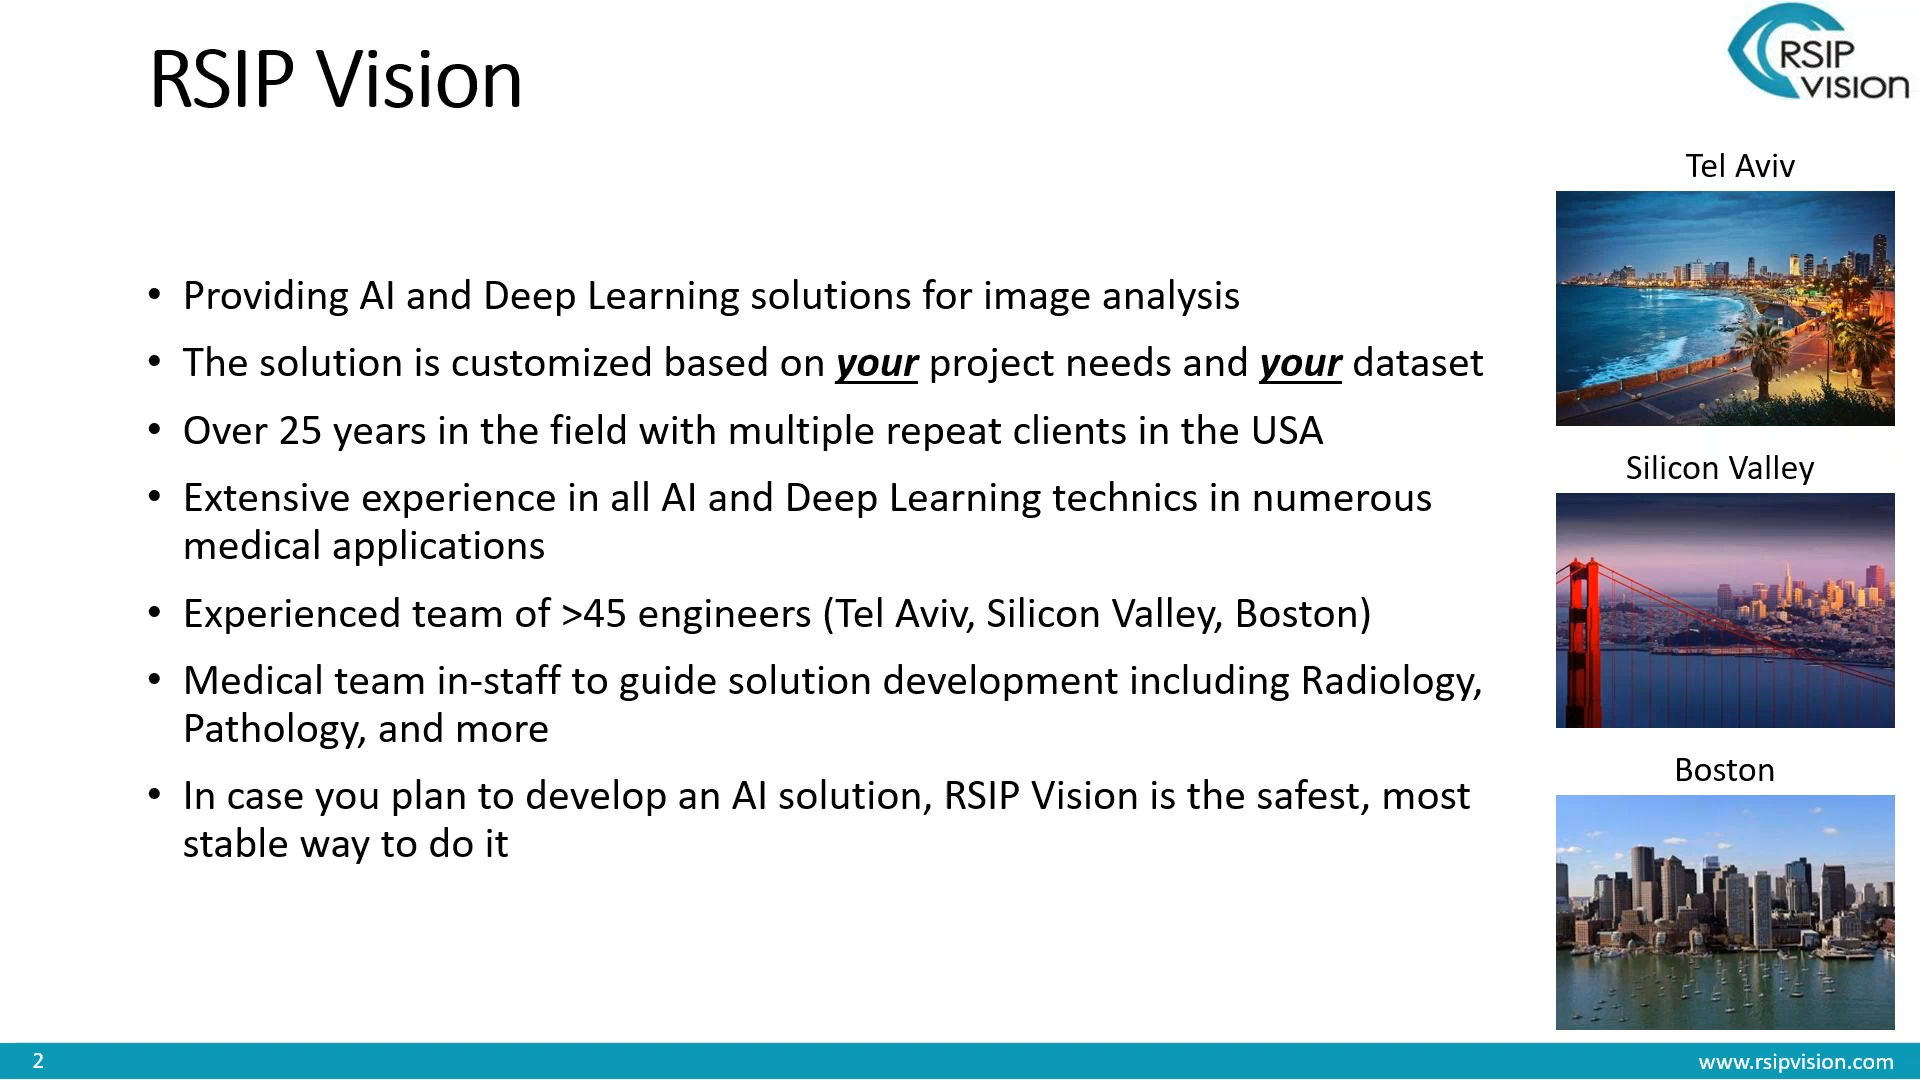 RSIP Vision
RSIP
VISION
• Providing AI and Deep Learning solutions for image analysis
• The solution is customized based on your project needs and your dataset
• Over 25 years in the field with multiple repeat clients in the USA
• Extensive experience in all AI and Deep Learning technics in numerous
medical applications
• Experienced team of >45 engineers (Tel Aviv, Silicon Valley, Boston)
• Medical team in-staff to guide solution development including Radiology,
Pathology, and more
• In case you plan to develop an AI solution, RSIP Vision is the safest, most
stable way to do it
Tel Aviv
Silicon Valley
Boston
2
www.rsipvision.com